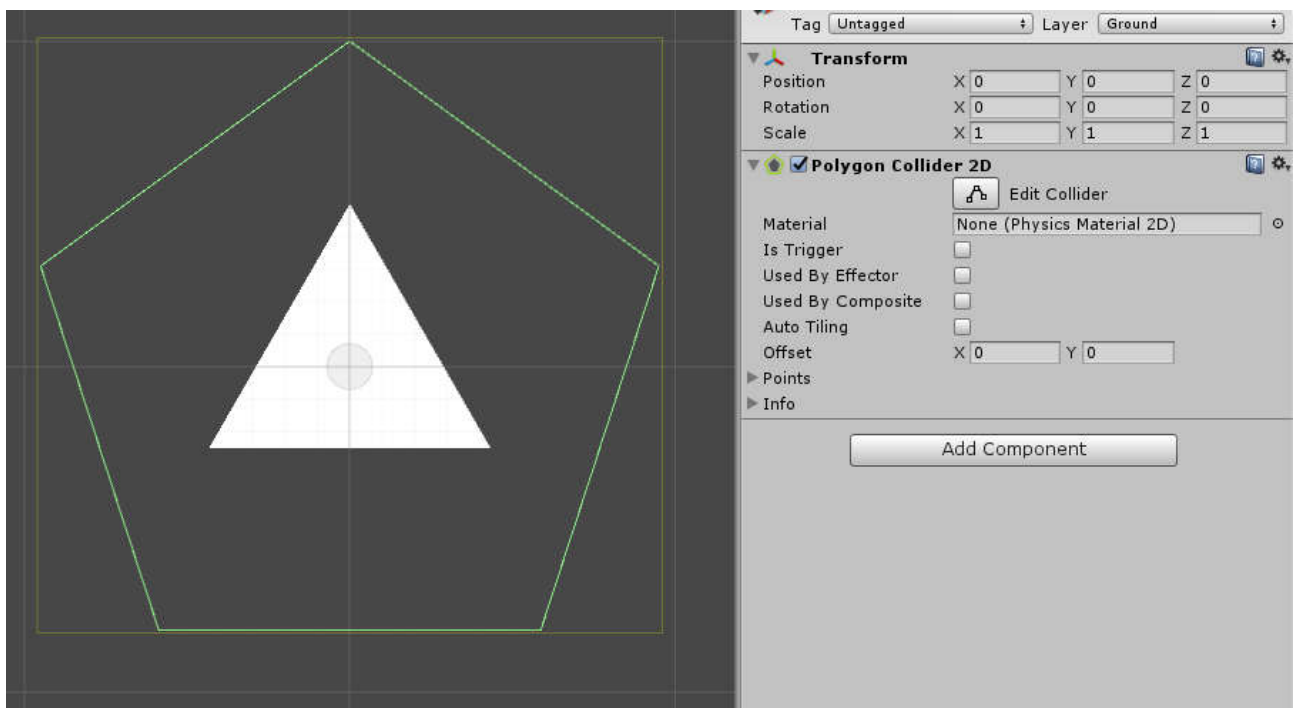 Tag Untagged Layer Ground
Transform
Position X 0 Y 0 Z 0
Rotation X 0 Y 0 Z 0
Scale X 1 Y 1 Z 1
Polygon Collider 2D
Edit Collider
Material None (Physics Material 2D)
Is Trigger
Used By Effector
Used By Composite
Auto Tiling
Offset X 0 Y 0
Points
Info
Add Component